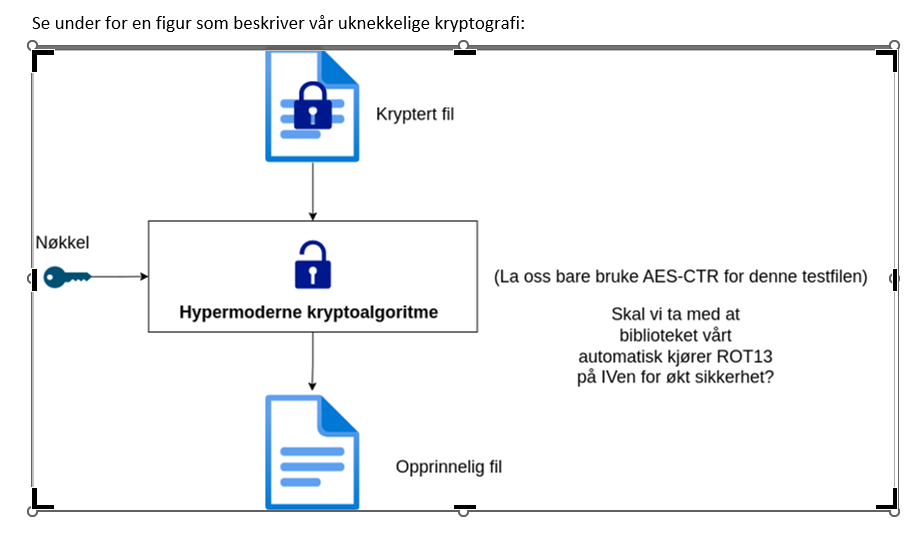 Se under for en figur som beskriver vår uknekkelige kryptografi:
Kryptert fil
Nøkkel
Hypermoderne kryptoalgoritme
(La oss bare bruke AES-CTR for denne testfilen)
Skal vi ta med at
biblioteket vårt
automatisk kjører ROT13
på IVen for økt sikkerhet?
Opprinnelig fil